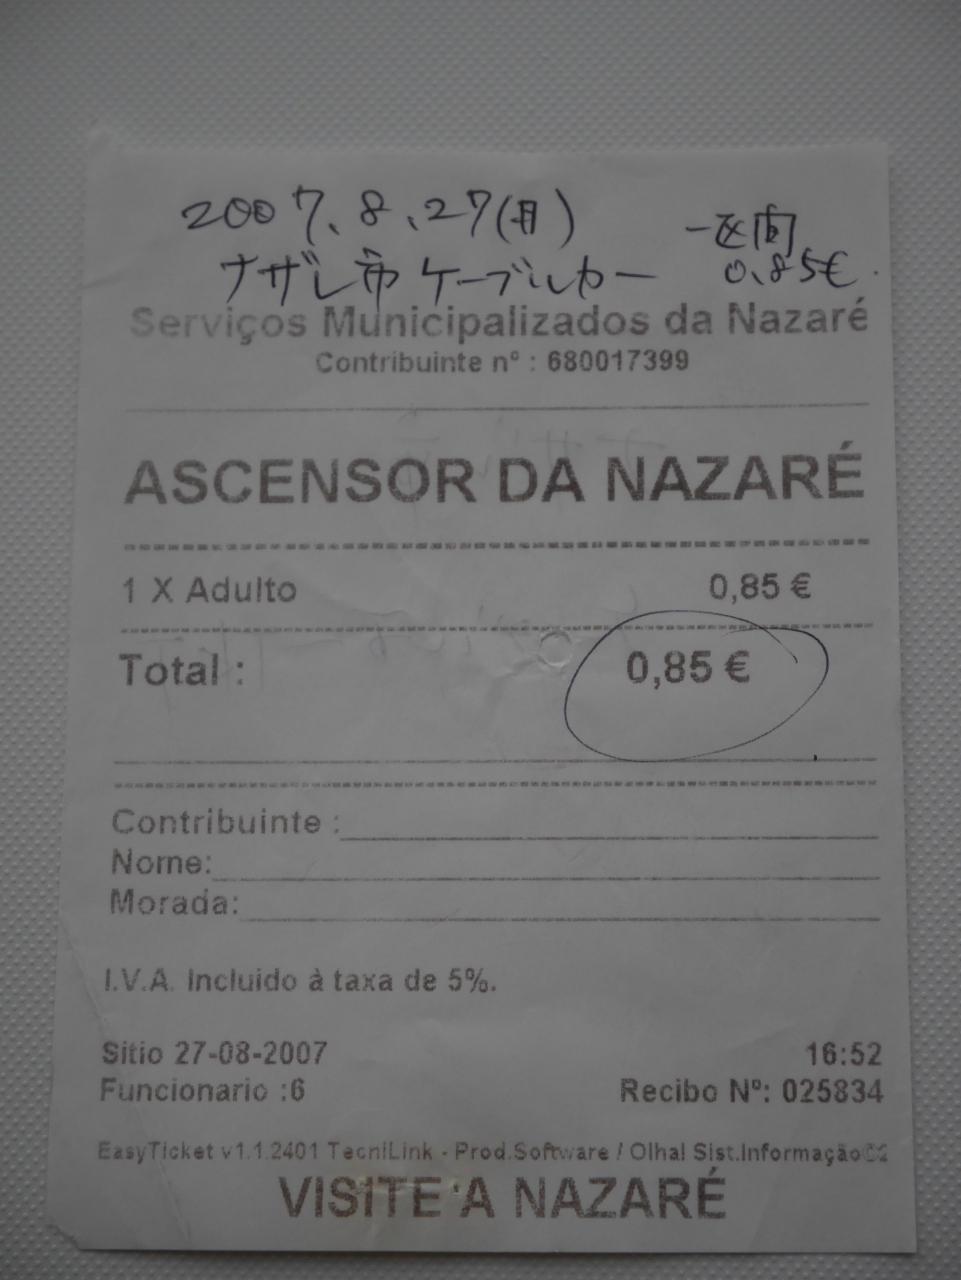 2007.8.27(月)
一区間
ナザレ市ケーブルカー
0.85€.
Serviços Municipalizados da Nazaré
Contribuinte nº : 680017399
ASCENSOR DA NAZARÉ
1 X Adulto 0,85 €
Total : 0,85 €
Contribuinte :
Nome:
Morada:
I.V.A. Incluido à taxa de 5%.
Sitio 27-08-2007 16:52
Funcionario :6 Recibo Nº: 025834
EasyTicket v1.1.2401 TecniLink - Prod.Software / Olhal Sist.Informação
VISITE A NAZARÉ